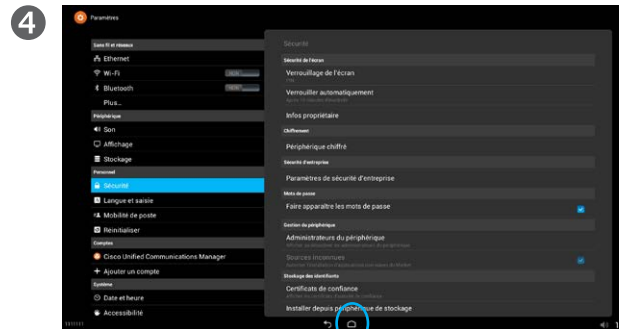 4
Paramètres
Sans fil et réseaux
Ethernet
Wi-Fi
NON
Bluetooth
NON
Plus...
Périphérique
Son
Affichage
Stockage
Personnel
Sécurité
Langue et saisie
Mobilité de poste
Réinitialiser
Comptes
Cisco Unified Communications Manager
Ajouter un compte
Système
Date et heure
Accessibilité
Sécurité
Sécurité de l'écran
Verrouillage de l'écran
Verrouiller automatiquement
Infos propriétaire
Chiffrement
Périphérique chiffré
Sécurité d'entreprise
Paramètres de sécurité d'entreprise
Mots de passe
Faire apparaître les mots de passe
Gestion du périphérique
Administrateurs du périphérique
Sources inconnues
Stockage des identifiants
Certificats de confiance
Installer depuis périphérique de stockage